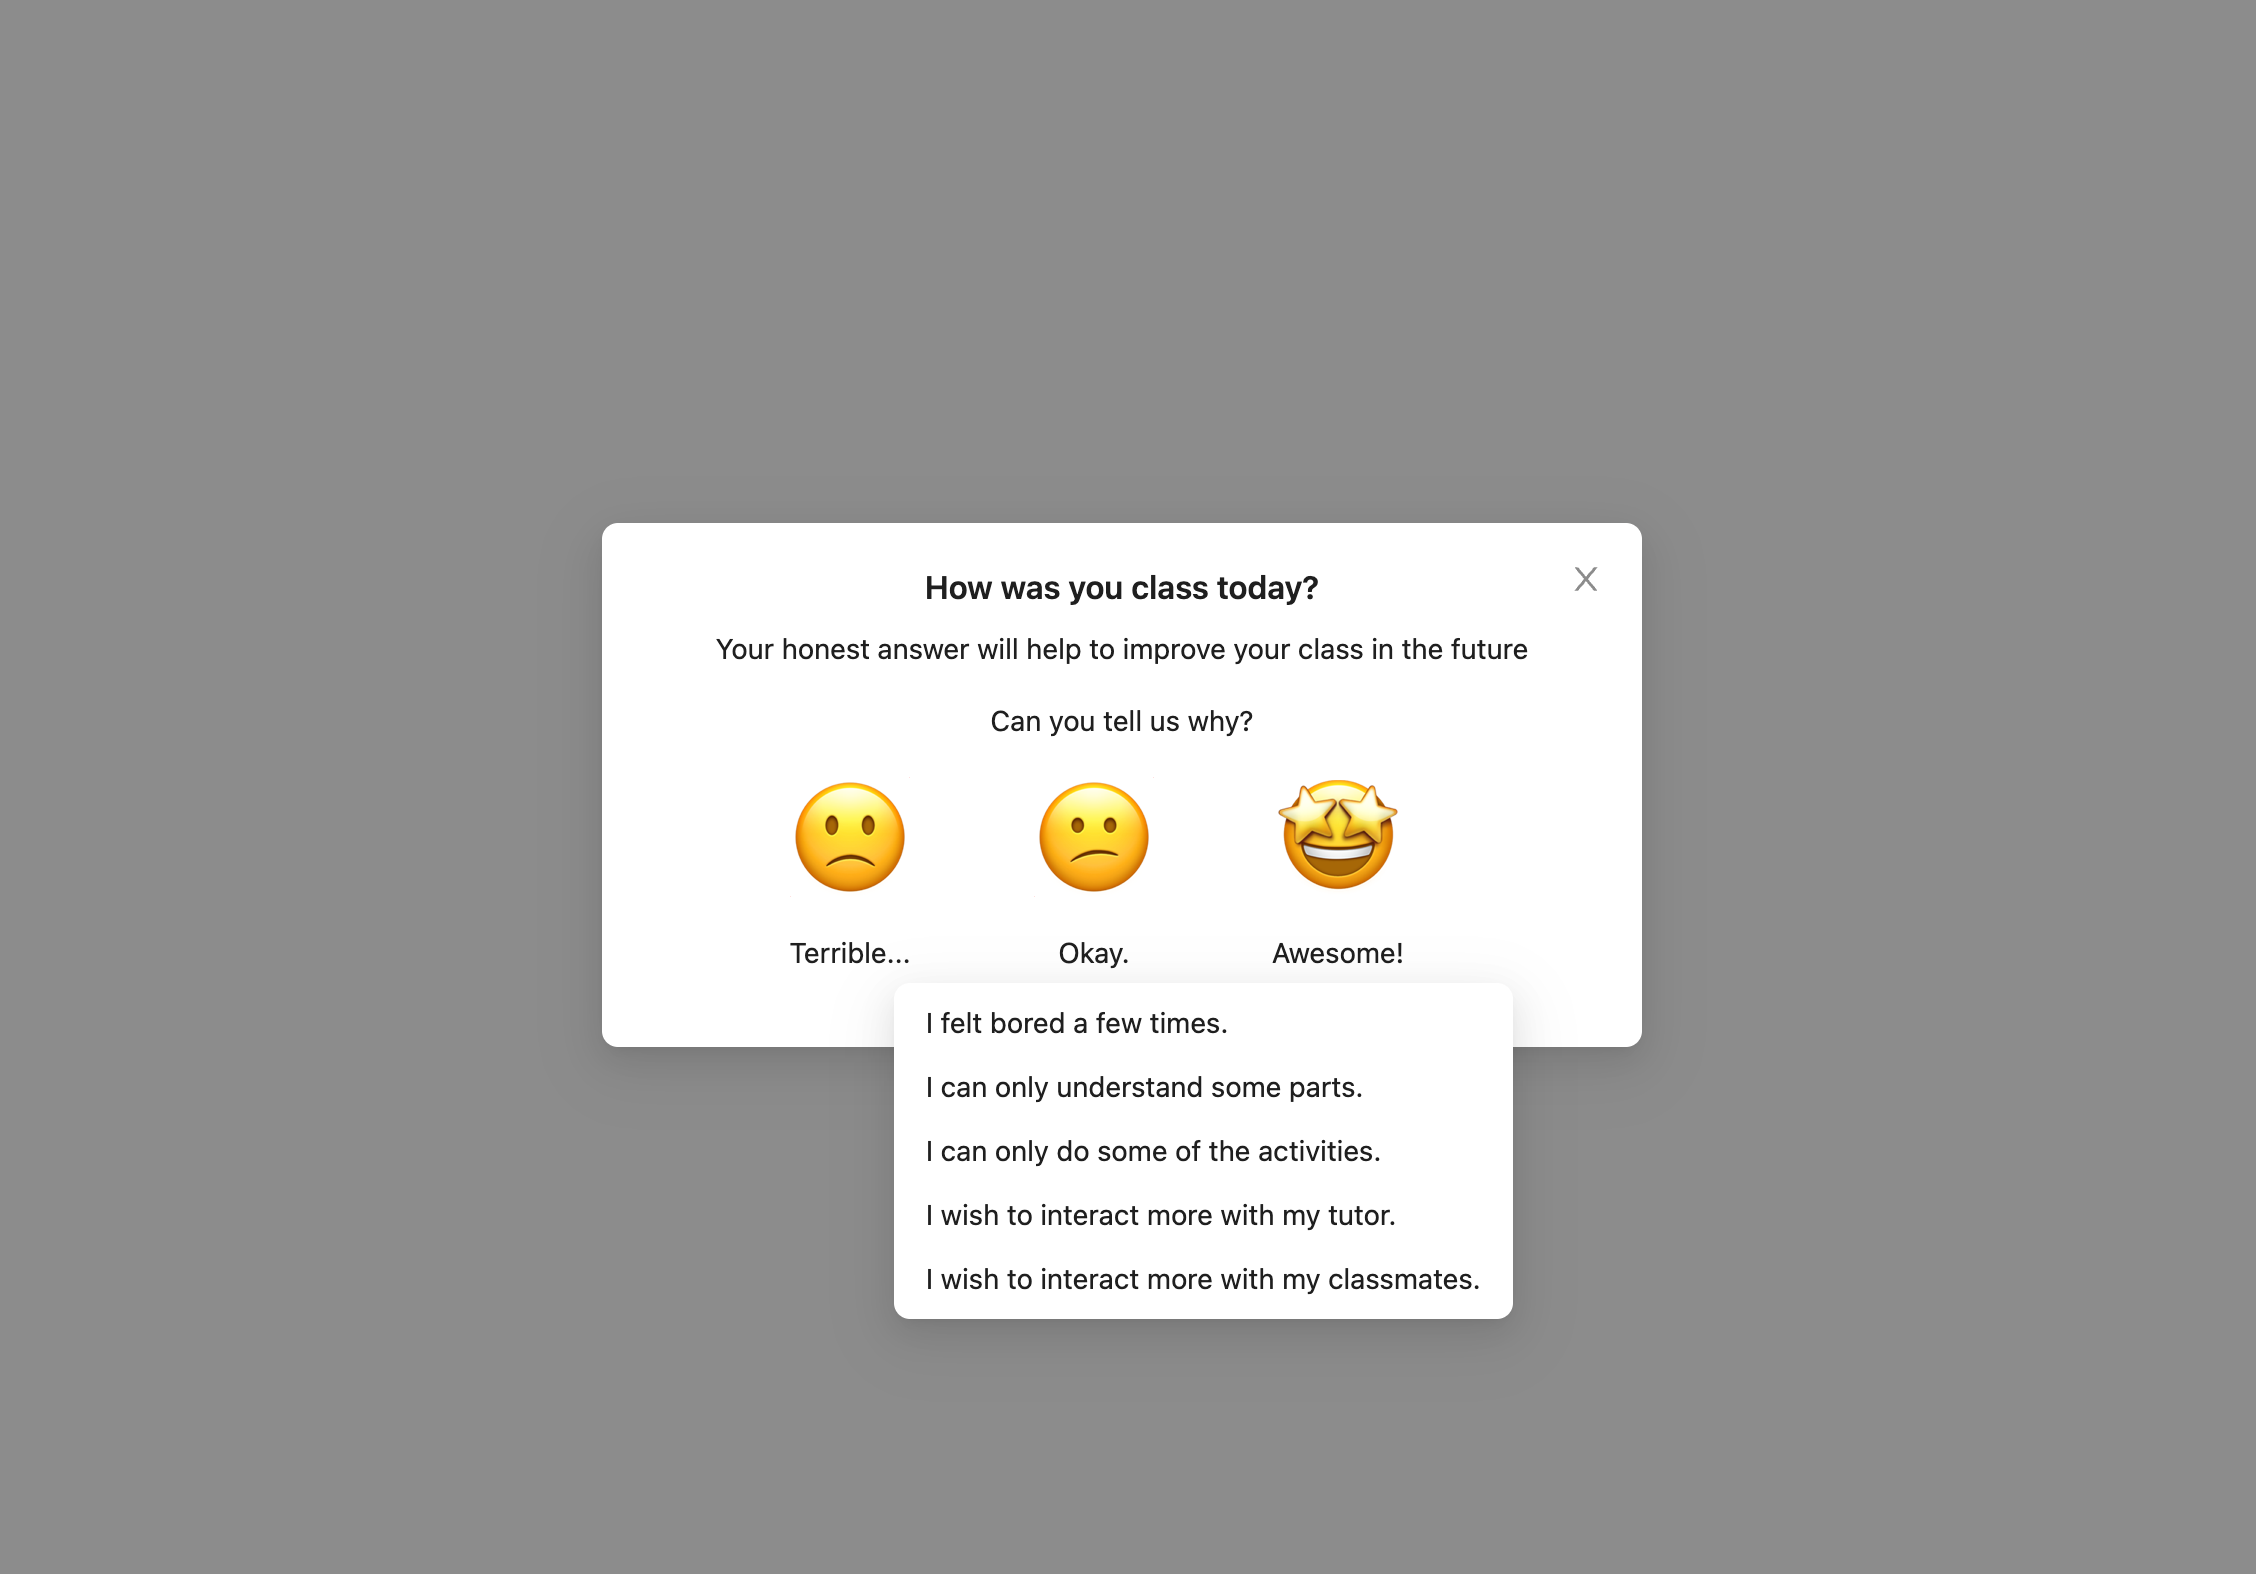 How was you class today?
Your honest answer will help to improve your class in the future
Can you tell us why?
Terrible...
Okay.
Awesome!
I felt bored a few times.
I can only understand some parts.
I can only do some of the activities.
I wish to interact more with my tutor.
I wish to interact more with my classmates.